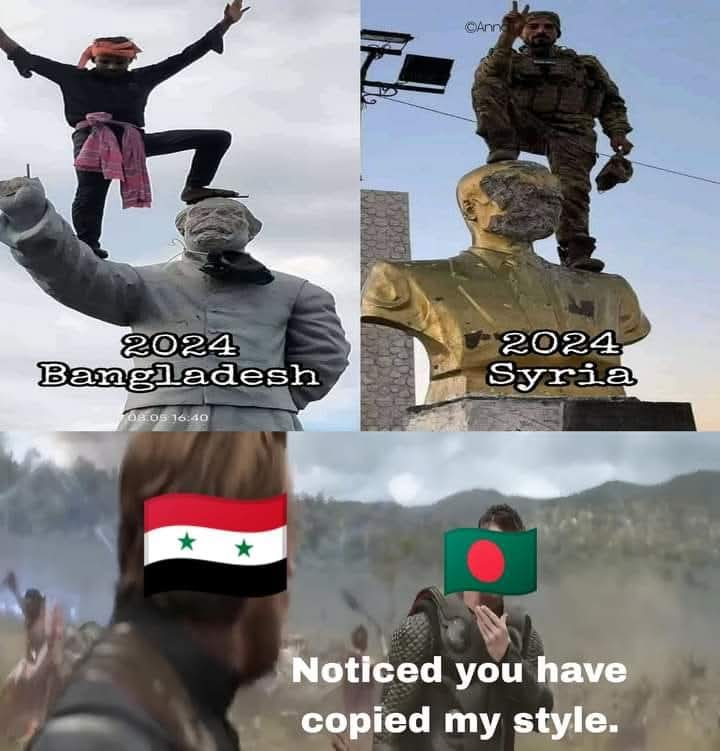 ©Ann
2024
Bangladesh
08.05 16:40
2024
Syria
Noticed you have
copied my style.